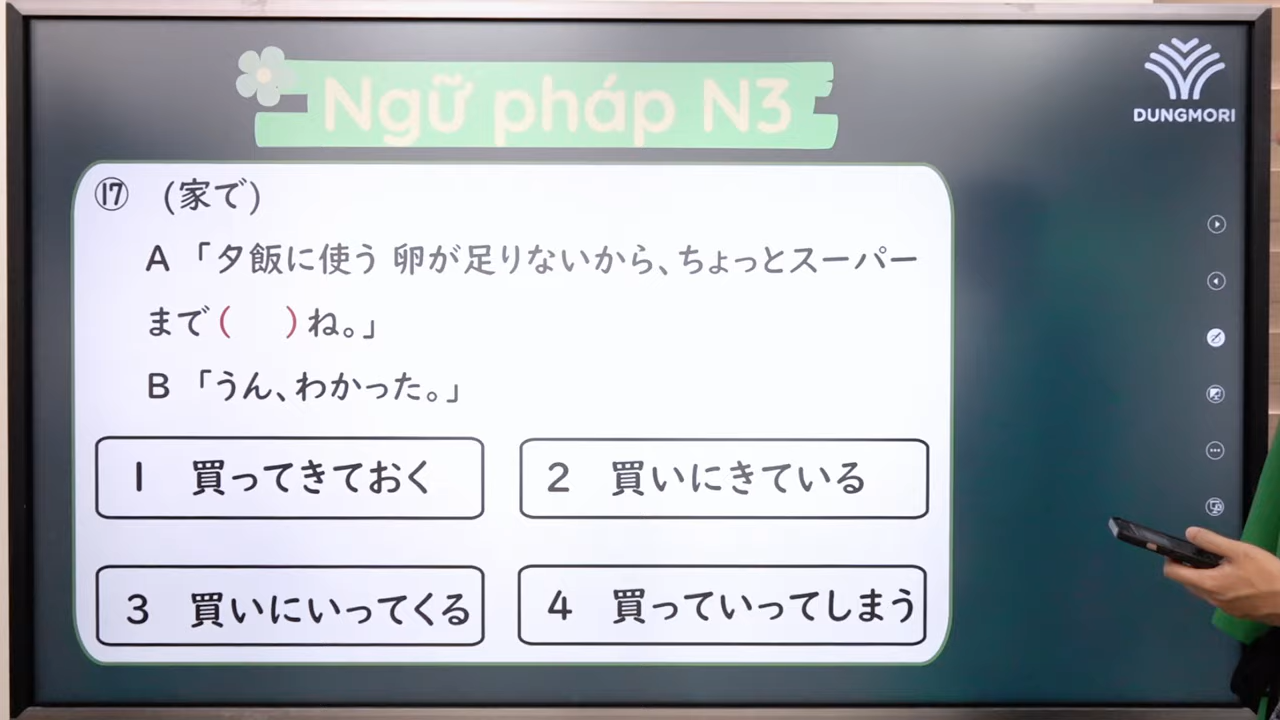 Ngữ pháp N3
DUNGMORI
⑰ (家で)
A「夕飯に使う 卵が足りないから、ちょっとスーパー
まで( )ね。」
B「うん、わかった。」
1 買ってきておく
2 買いにきている
3 買いにいってくる
4 買っていってしまう